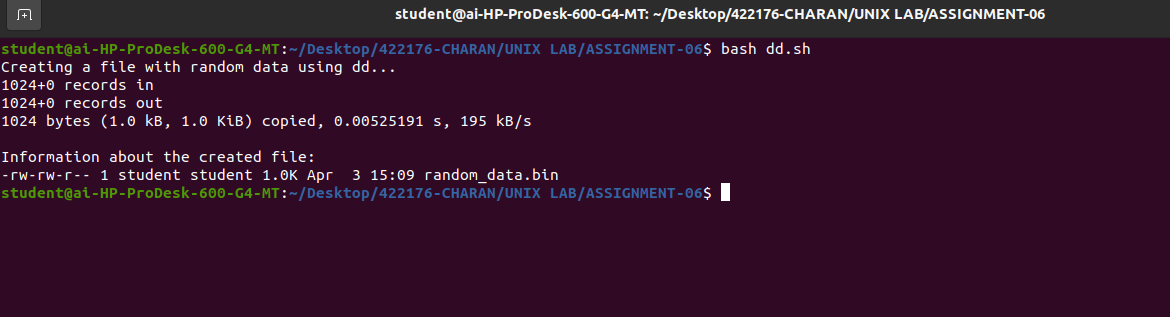 student@ai-HP-ProDesk-600-G4-MT: ~/Desktop/422176-CHARAN/UNIX LAB/ASSIGNMENT-06
student@ai-HP-ProDesk-600-G4-MT:~/Desktop/422176-CHARAN/UNIX LAB/ASSIGNMENT-06$ bash dd.sh
Creating a file with random data using dd...
1024+0 records in
1024+0 records out
1024 bytes (1.0 kB, 1.0 KiB) copied, 0.00525191 s, 195 kB/s
Information about the created file:
-rw-rw-r-- 1 student student 1.0K Apr  3 15:09 random_data.bin
student@ai-HP-ProDesk-600-G4-MT:~/Desktop/422176-CHARAN/UNIX LAB/ASSIGNMENT-06$